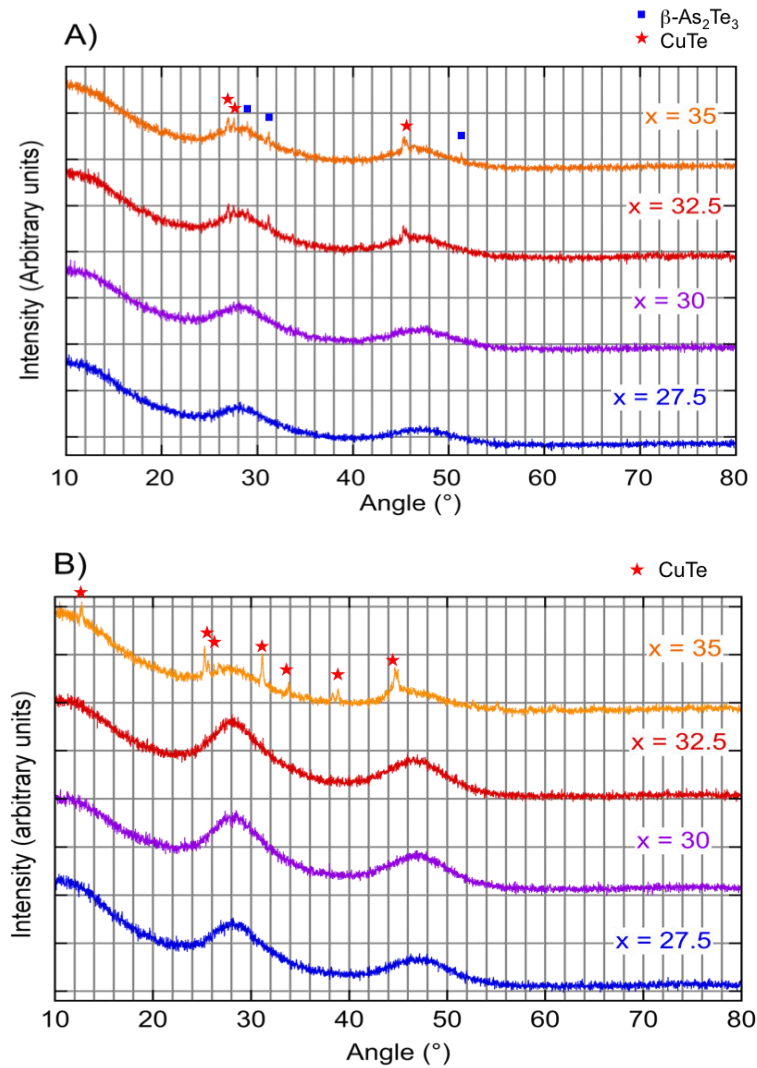 A)
β-As₂Te₃
CuTe
Intensity (Arbitrary units)
x = 35
x = 32.5
x = 30
x = 27.5
10 20 30 40 50 60 70 80
Angle (°)
B)
CuTe
Intensity (arbitrary units)
x = 35
x = 32.5
x = 30
x = 27.5
10 20 30 40 50 60 70 80
Angle (°)